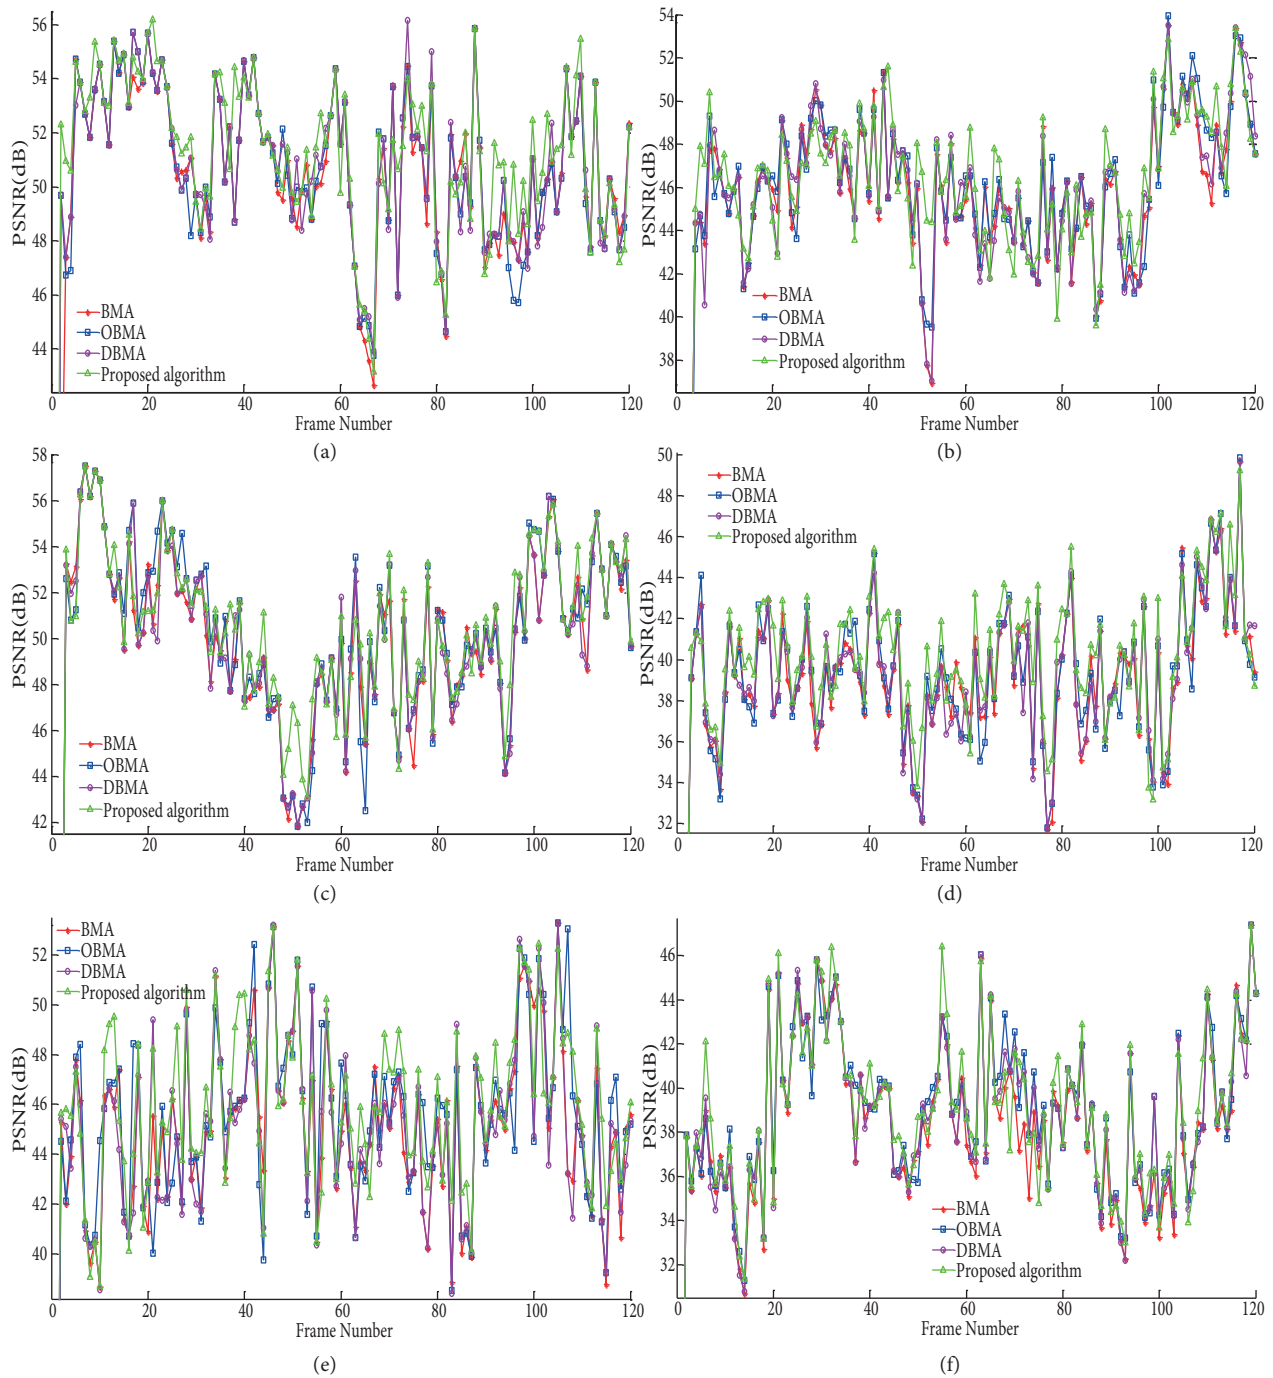 PSNR(dB)
56
54
52
50
48
46
44
BMA
OBMA
DBMA
Proposed algorithm
0 20 40 60 80 100 120
Frame Number
(a)
PSNR(dB)
54
52
50
48
46
44
42
40
38
36
BMA
OBMA
DBMA
Proposed algorithm
0 20 40 60 80 100 120
Frame Number
(b)
PSNR(dB)
58
56
54
52
50
48
46
44
42
BMA
OBMA
DBMA
Proposed algorithm
0 20 40 60 80 100 120
Frame Number
(c)
PSNR(dB)
50
48
46
44
42
40
38
36
34
32
BMA
OBMA
DBMA
Proposed algorithm
0 20 40 60 80 100 120
Frame Number
(d)
PSNR(dB)
52
50
48
46
44
42
40
BMA
OBMA
DBMA
Proposed algorithm
0 20 40 60 80 100 120
Frame Number
(e)
PSNR(dB)
46
44
42
40
38
36
34
32
BMA
OBMA
DBMA
Proposed algorithm
0 20 40 60 80 100 120
Frame Number
(f)